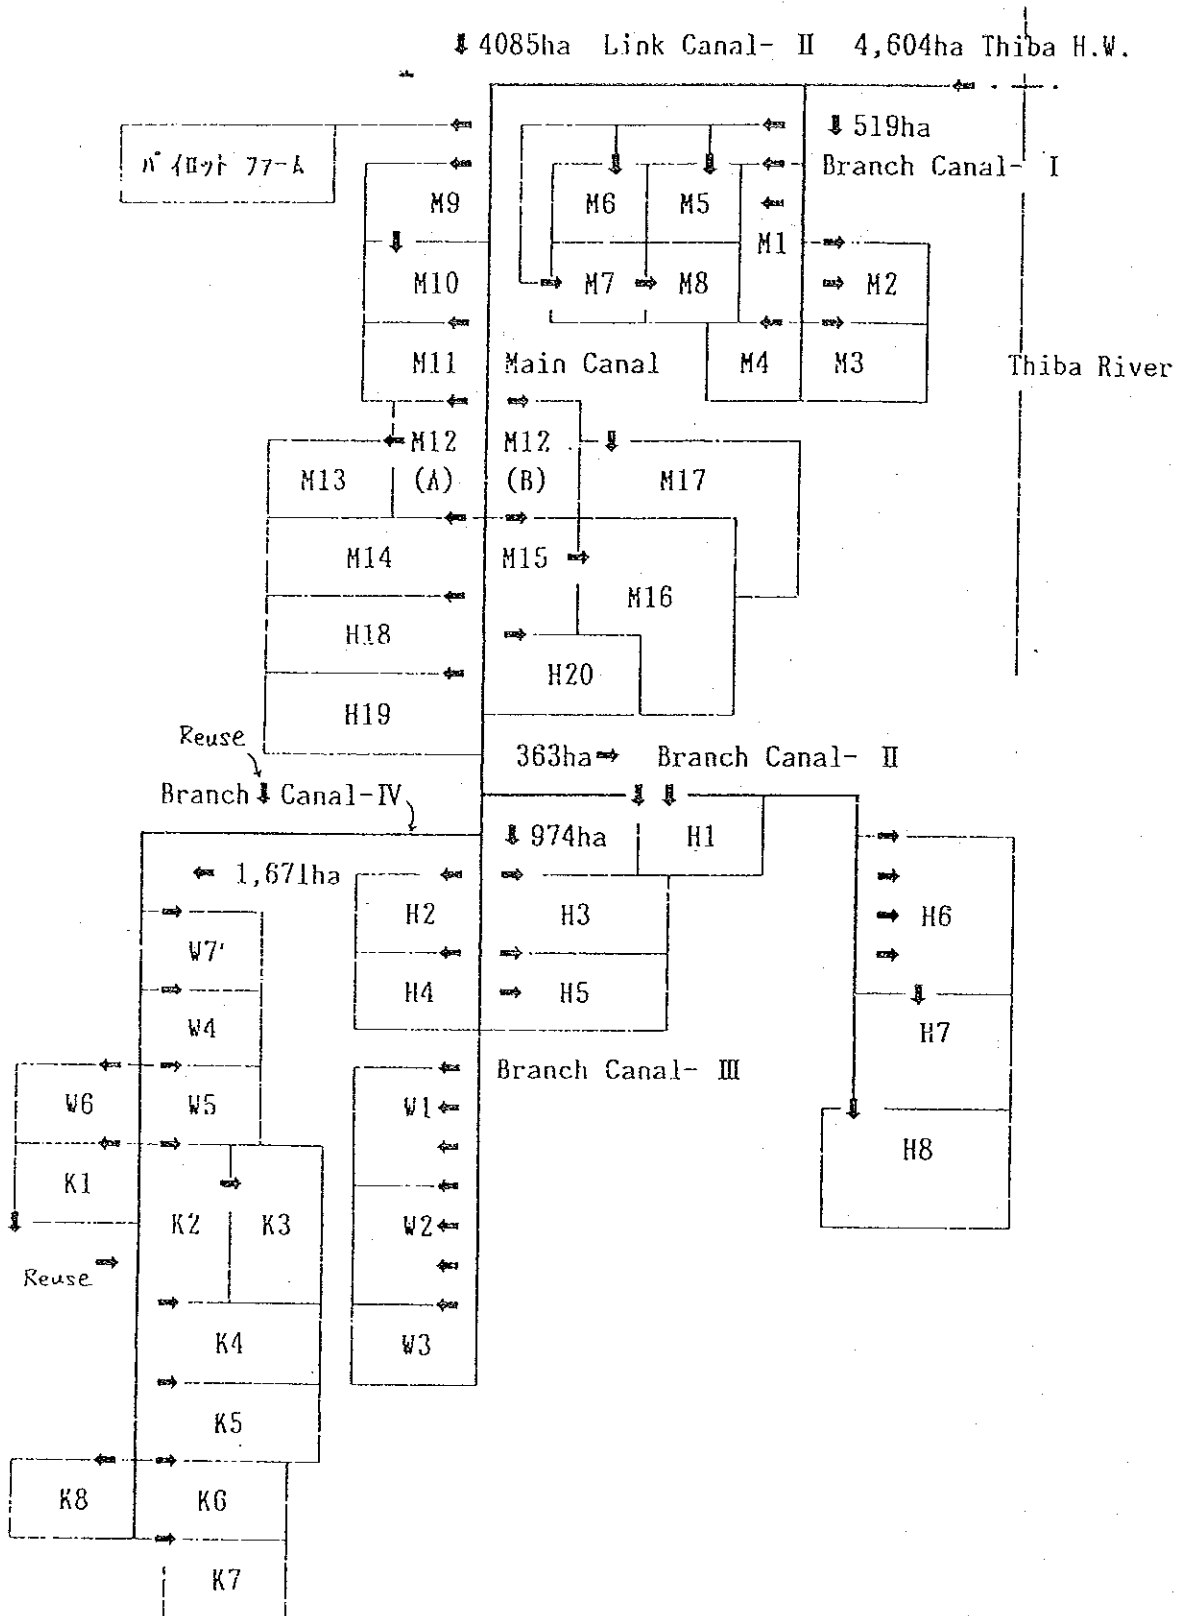 4085ha Link Canal- II 4,604ha Thiba H.W.
519ha
パイロット ファーム
Branch Canal- I
M9 M6 M5
M1
M10 M7 M8 M2
M11 Main Canal M4 M3 Thiba River
M12 M12
M13 (A) (B) M17
M14 M15
M16
H18
H20
H19
Reuse
363ha Branch Canal- II
Branch Canal-IV
974ha H1
1,671ha
H2 H3 H6
W7'
H4 H5
W4 H7
Branch Canal- III
W6 W5 W1
H8
K1
K2 K3 W2
Reuse
K4 W3
K5
K8 K6
K7